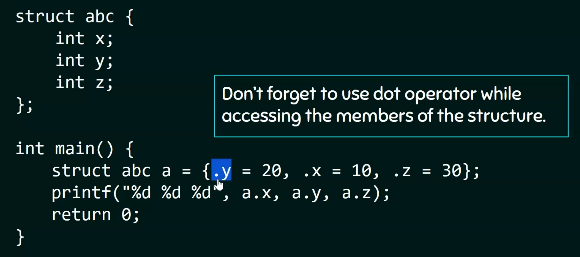 struct abc {
int x;
int y;
int z;
};
Don't forget to use dot operator while
accessing the members of the structure.
int main() {
struct abc a = {.y = 20, .x = 10, .z = 30};
printf("%d %d %d", a.x, a.y, a.z);
return 0;
}